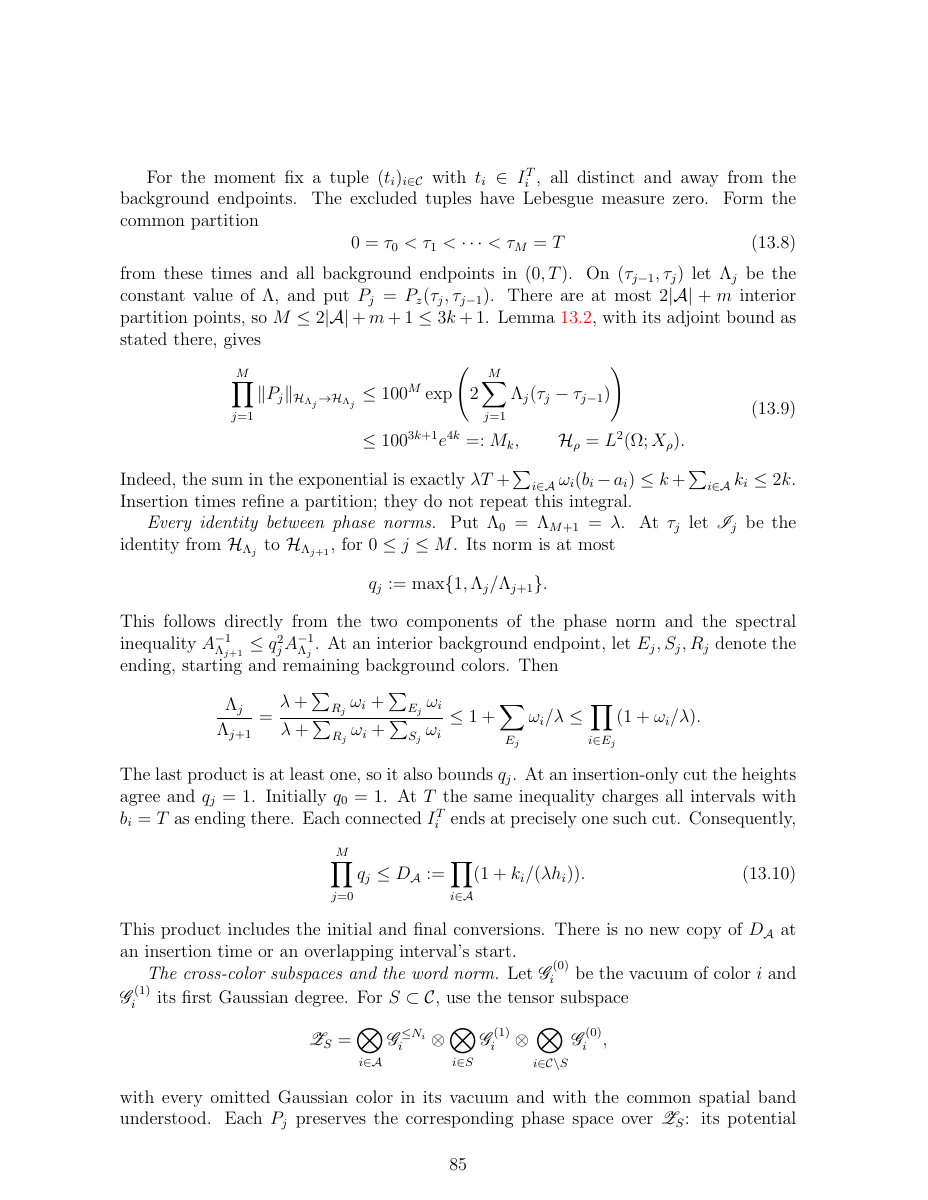 For the moment fix a tuple (t_i)_{i∈𝒞} with t_i ∈ I_i^T, all distinct and away from the
background endpoints. The excluded tuples have Lebesgue measure zero. Form the
common partition
0 = τ_0 < τ_1 < ⋯ < τ_M = T (13.8)
from these times and all background endpoints in (0, T). On (τ_{j−1}, τ_j) let Λ_j be the
constant value of Λ, and put P_j = P_z(τ_j, τ_{j−1}). There are at most 2|𝒜| + m interior
partition points, so M ≤ 2|𝒜| + m + 1 ≤ 3k + 1. Lemma 13.2, with its adjoint bound as
stated there, gives
∏_{j=1}^{M} ‖P_j‖_{ℋ_{Λ_j}→ℋ_{Λ_j}} ≤ 100^M exp(2 ∑_{j=1}^{M} Λ_j(τ_j − τ_{j−1}))
≤ 100^{3k+1} e^{4k} =: M_k, ℋ_ρ = L^2(Ω; X_ρ). (13.9)
Indeed, the sum in the exponential is exactly λT + ∑_{i∈𝒜} ω_i(b_i − a_i) ≤ k + ∑_{i∈𝒜} k_i ≤ 2k.
Insertion times refine a partition; they do not repeat this integral.
Every identity between phase norms. Put Λ_0 = Λ_{M+1} = λ. At τ_j let ℐ_j be the
identity from ℋ_{Λ_j} to ℋ_{Λ_{j+1}}, for 0 ≤ j ≤ M. Its norm is at most
q_j := max{1, Λ_j/Λ_{j+1}}.
This follows directly from the two components of the phase norm and the spectral
inequality A_{Λ_{j+1}}^{−1} ≤ q_j^2 A_{Λ_j}^{−1}. At an interior background endpoint, let E_j, S_j, R_j denote the
ending, starting and remaining background colors. Then
Λ_j/Λ_{j+1} = (λ + ∑_{R_j} ω_i + ∑_{E_j} ω_i)/(λ + ∑_{R_j} ω_i + ∑_{S_j} ω_i) ≤ 1 + ∑_{E_j} ω_i/λ ≤ ∏_{i∈E_j} (1 + ω_i/λ).
The last product is at least one, so it also bounds q_j. At an insertion-only cut the heights
agree and q_j = 1. Initially q_0 = 1. At T the same inequality charges all intervals with
b_i = T as ending there. Each connected I_i^T ends at precisely one such cut. Consequently,
∏_{j=0}^{M} q_j ≤ D_𝒜 := ∏_{i∈𝒜} (1 + k_i/(λh_i)). (13.10)
This product includes the initial and final conversions. There is no new copy of D_𝒜 at
an insertion time or an overlapping interval's start.
The cross-color subspaces and the word norm. Let 𝒢_i^{(0)} be the vacuum of color i and
𝒢_i^{(1)} its first Gaussian degree. For S ⊂ 𝒞, use the tensor subspace
𝒵_S = ⨂_{i∈𝒜} 𝒢_i^{≤N_i} ⊗ ⨂_{i∈S} 𝒢_i^{(1)} ⊗ ⨂_{i∈𝒞\S} 𝒢_i^{(0)},
with every omitted Gaussian color in its vacuum and with the common spatial band
understood. Each P_j preserves the corresponding phase space over 𝒵_S: its potential
85